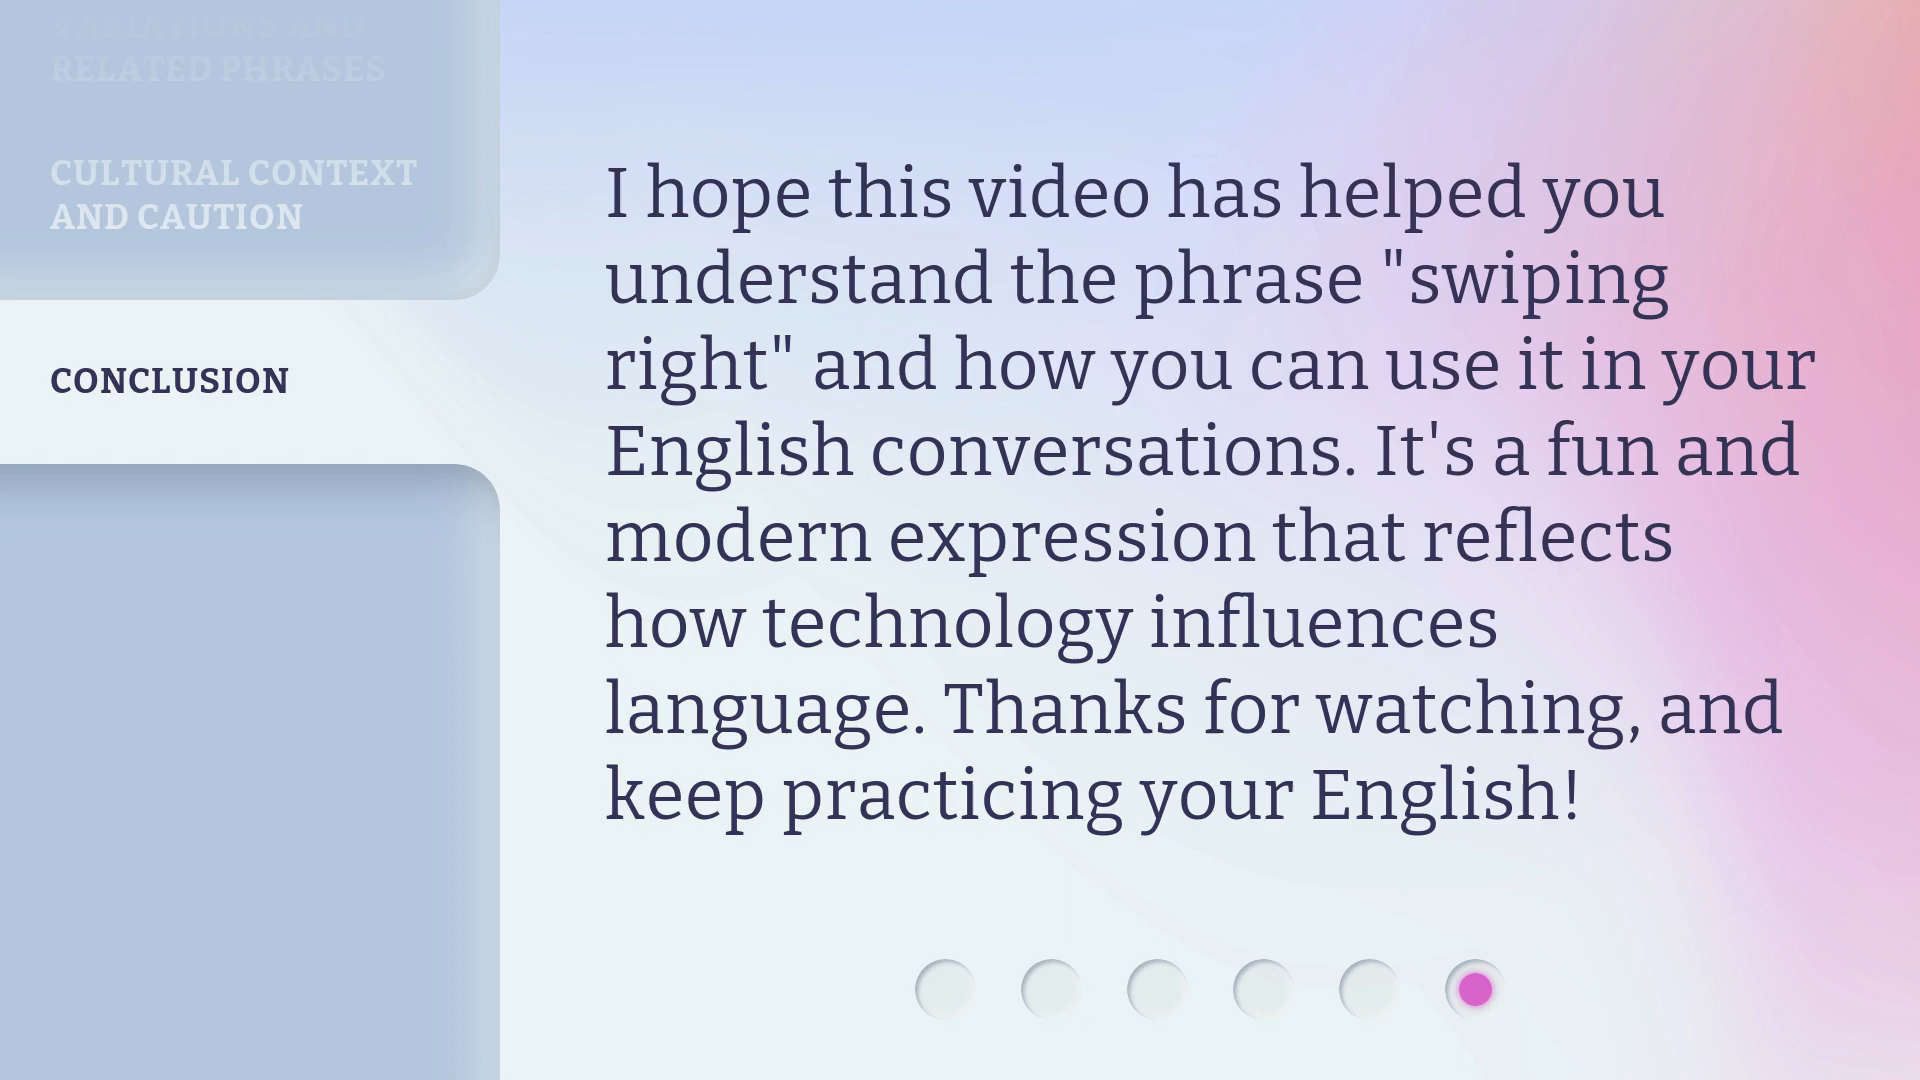 VARIATIONS AND
RELATED PHRASES
CULTURAL CONTEXT
AND CAUTION
CONCLUSION
I hope this video has helped you
understand the phrase "swiping
right" and how you can use it in your
English conversations. It's a fun and
modern expression that reflects
how technology influences
language. Thanks for watching, and
keep practicing your English!